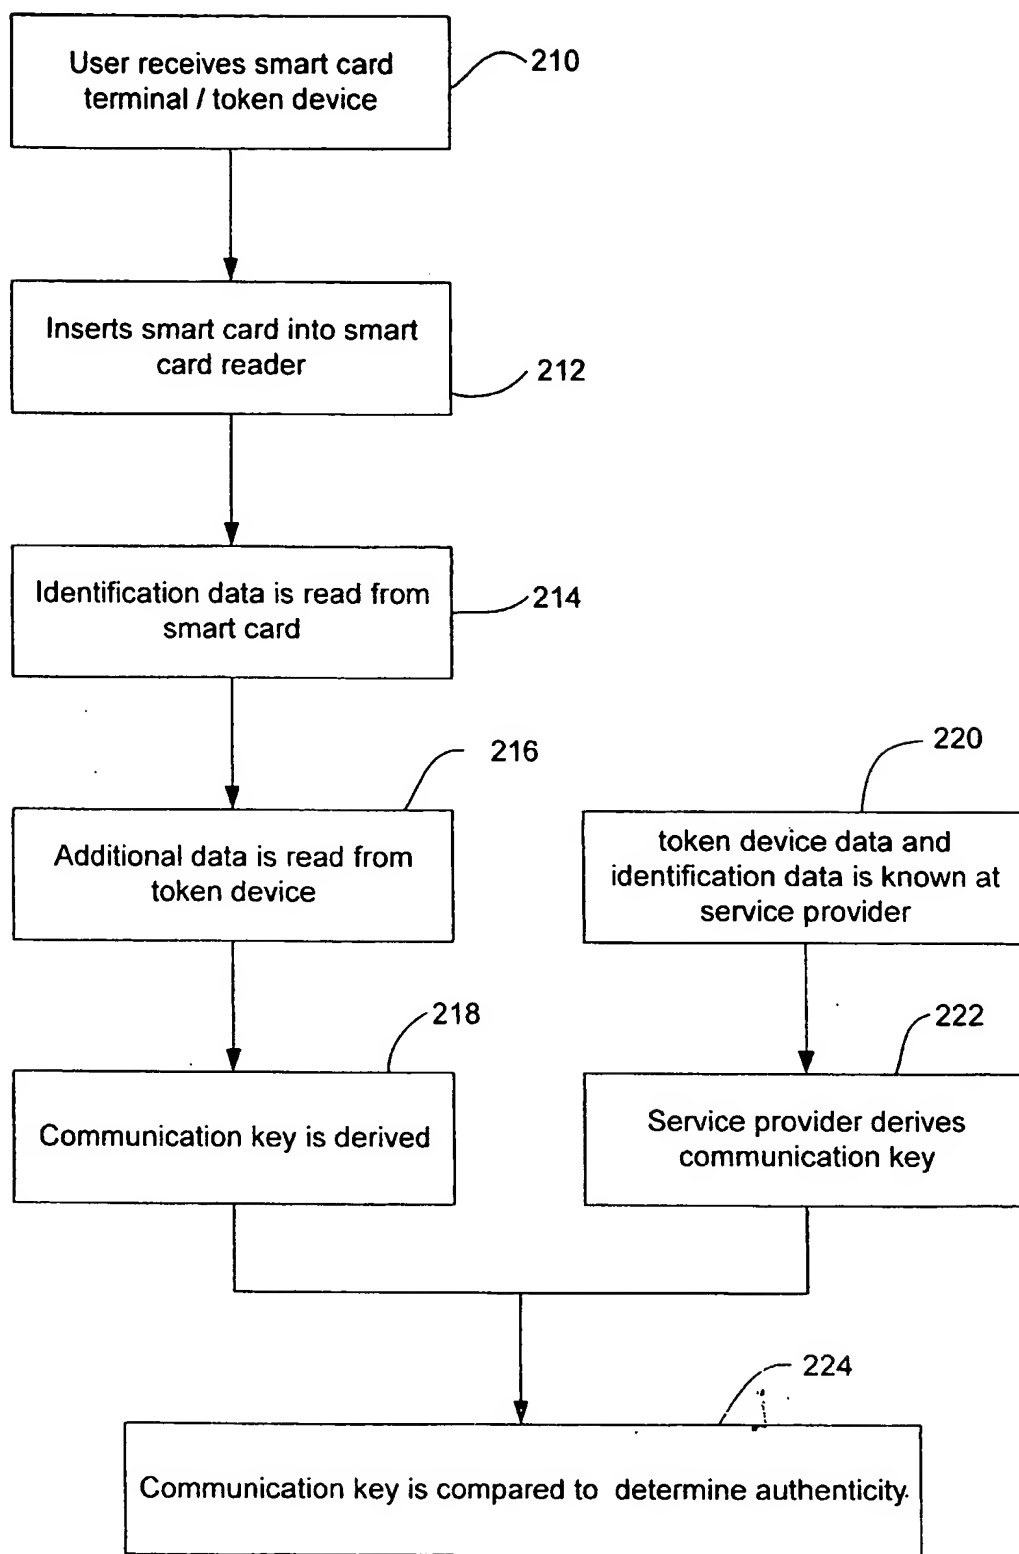 User receives smart card
terminal / token device
210
Inserts smart card into smart
card reader
212
Identification data is read from
smart card
214
216
Additional data is read from
token device
220
token device data and
identification data is known at
service provider
218
Communication key is derived
222
Service provider derives
communication key
224
Communication key is compared to determine authenticity.